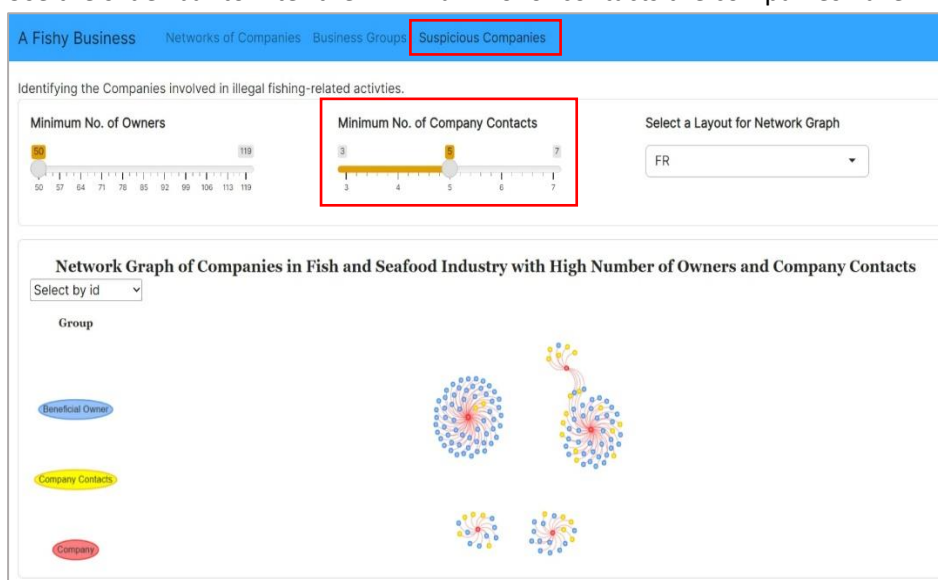 A Fishy Business Networks of Companies Business Groups Suspicious Companies
Identifying the Companies involved in illegal fishing-related activties.
Minimum No. of Owners
50 119
50 57 64 71 78 85 92 99 106 113 119
Minimum No. of Company Contacts
3 5 7
3 4 5 6 7
Select a Layout for Network Graph
FR
Network Graph of Companies in Fish and Seafood Industry with High Number of Owners and Company Contacts
Select by id
Group
Beneficial Owner
Company Contacts
Company